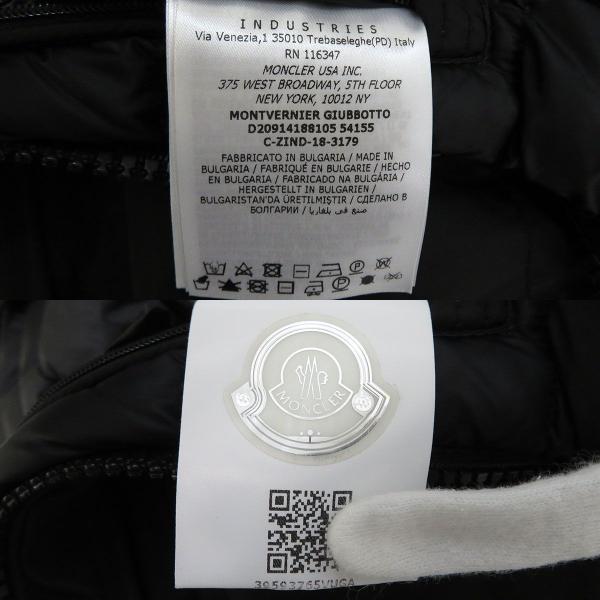 INDUSTRIES
Via Venezia,1 35010 Trebaseleghe(PD) Italy
RN 116347
MONCLER USA INC.
375 WEST BROADWAY, 5TH FLOOR
NEW YORK, 10012 NY
MONTVERNIER GIUBBOTTO
D20914188105 54155
C-ZIND-18-3179
FABBRICATO IN BULGARIA / MADE IN
BULGARIA / FABRIQUÉ EN BULGARIE / HECHO
EN BULGARIA / FABRICADO NA BULGÁRIA /
HERGESTELLT IN BULGARIEN /
BULGARISTAN'DA ÜRETILMIŞTIR / СДЕЛАНО В
БОЛГАРИИ / صنع في بلغاريا
MONCLER
39593765VUGA